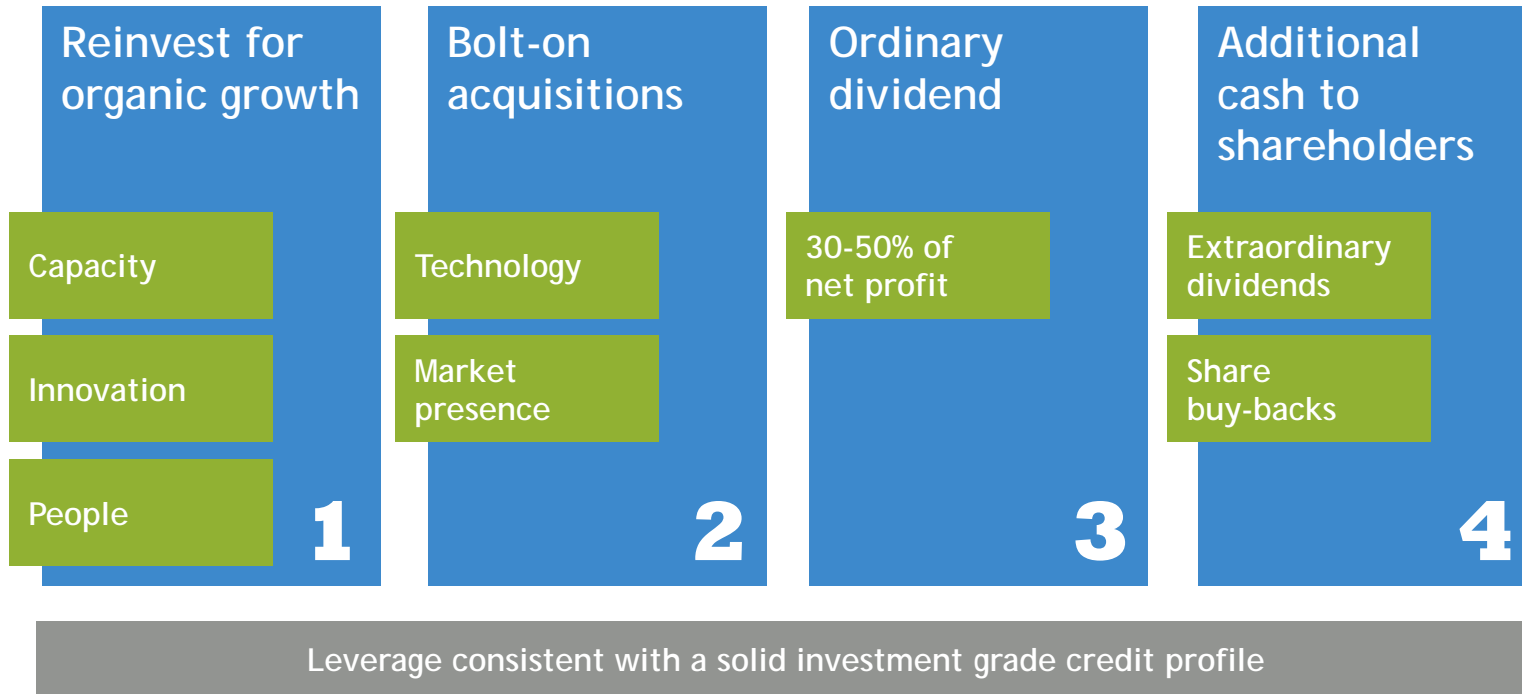 Reinvest for
organic growth
Capacity
Innovation
People
1
Bolt-on
acquisitions
Technology
Market
presence
2
Ordinary
dividend
30-50% of
net profit
3
Additional
cash to
shareholders
Extraordinary
dividends
Share
buy-backs
4
Leverage consistent with a solid investment grade credit profile